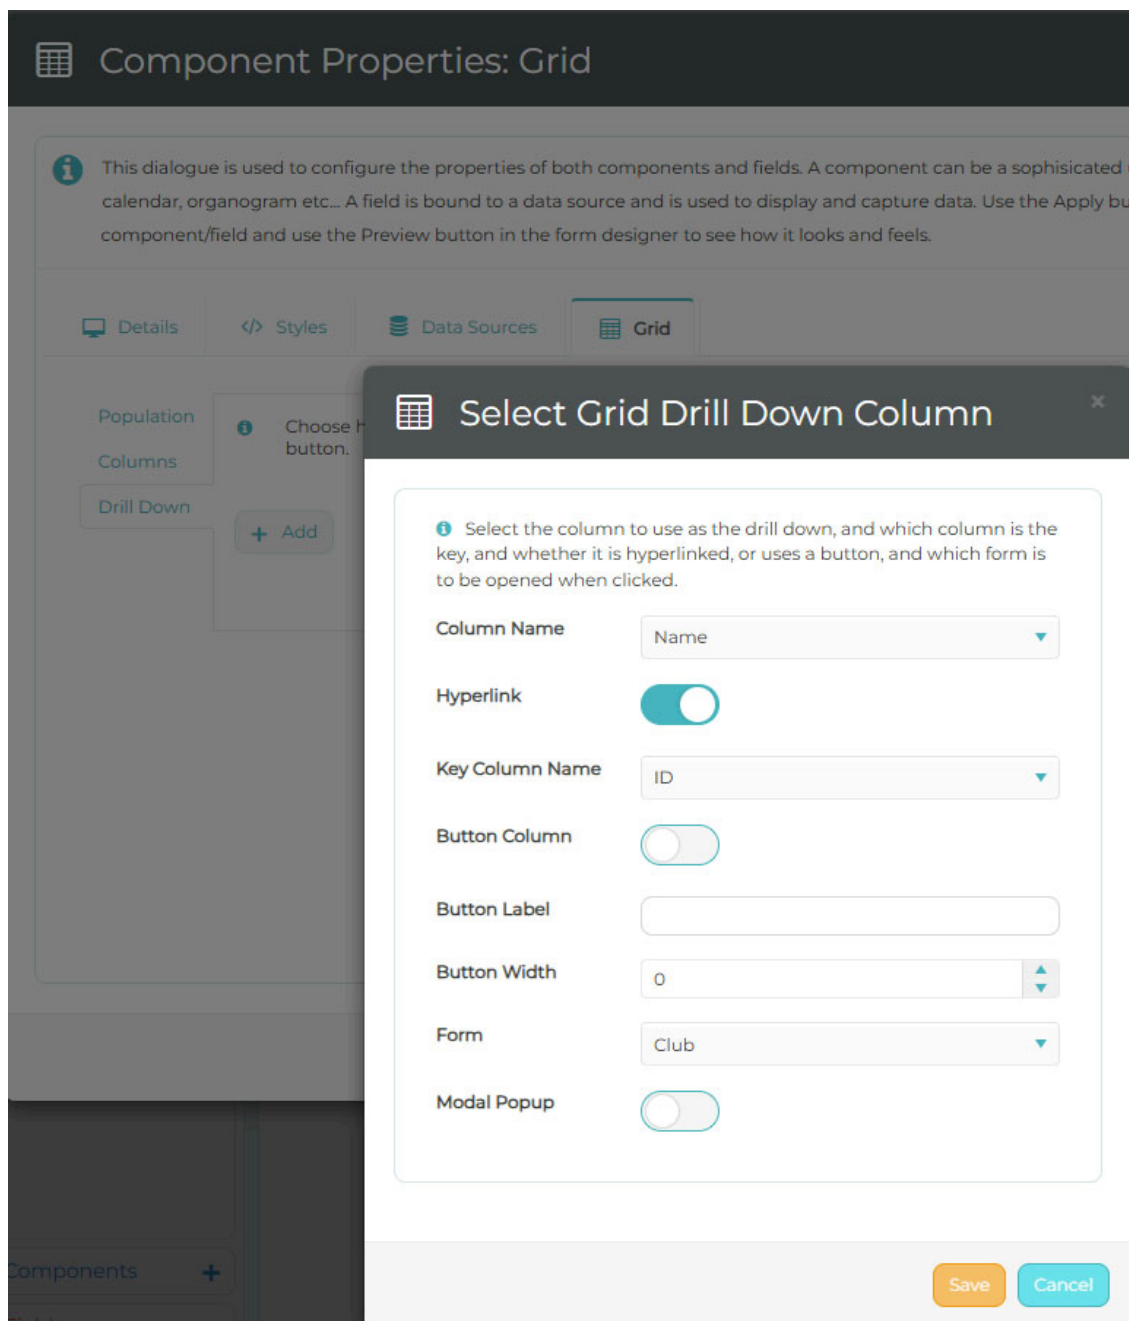 Component Properties: Grid
This dialogue is used to configure the properties of both components and fields. A component can be a sophisicated
calendar, organogram etc... A field is bound to a data source and is used to display and capture data. Use the Apply bu
component/field and use the Preview button in the form designer to see how it looks and feels.
Details
</> Styles
Data Sources
Grid
Population
Columns
Drill Down
Choose h
button.
+ Add
Select Grid Drill Down Column
×
Select the column to use as the drill down, and which column is the
key, and whether it is hyperlinked, or uses a button, and which form is
to be opened when clicked.
Column Name
Name
Hyperlink
Key Column Name
ID
Button Column
Button Label
Button Width
0
Form
Club
Modal Popup
Components +
Save
Cancel